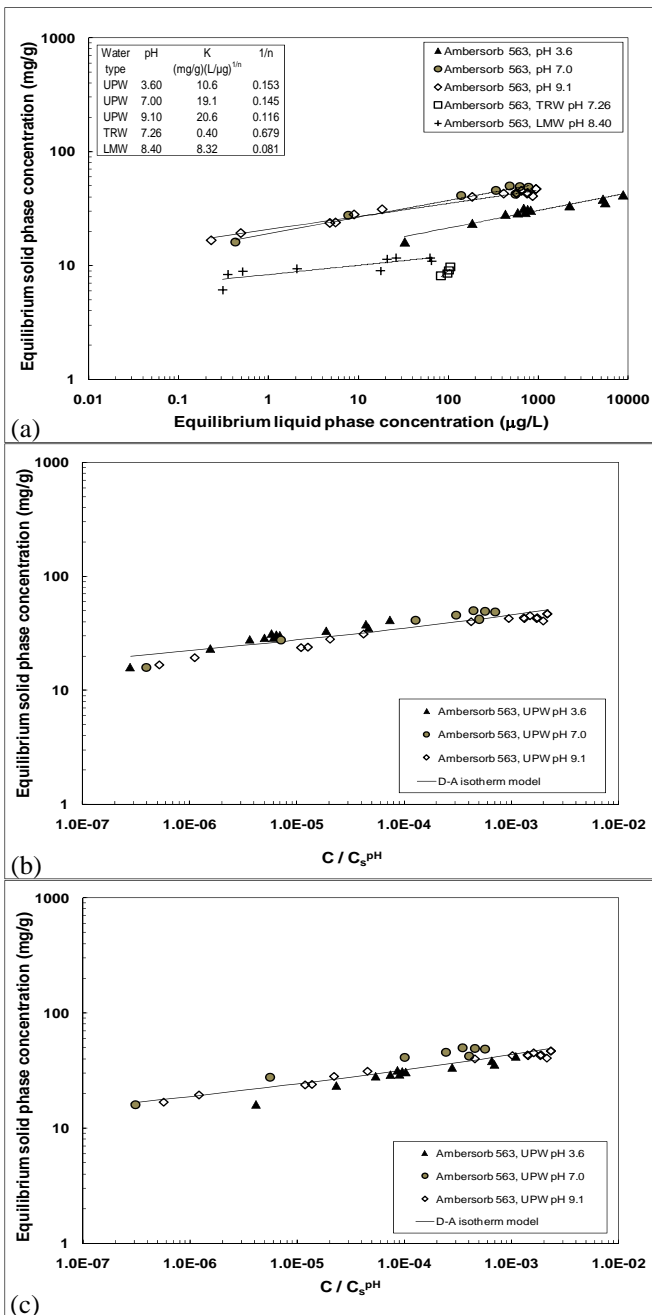 1000
100
10
1
Equilibrium solid phase concentration (mg/g)
Water pH K 1/n
type (mg/g)(L/µg)^1/n
UPW 3.60 10.6 0.153
UPW 7.00 19.1 0.145
UPW 9.10 20.6 0.116
TRW 7.26 0.40 0.679
LMW 8.40 8.32 0.081
Ambersorb 563, pH 3.6
Ambersorb 563, pH 7.0
Ambersorb 563, pH 9.1
Ambersorb 563, TRW pH 7.26
Ambersorb 563, LMW pH 8.40
0.01 0.1 1 10 100 1000 10000
Equilibrium liquid phase concentration (µg/L)
(a)
1000
100
10
1
Equilibrium solid phase concentration (mg/g)
Ambersorb 563, UPW pH 3.6
Ambersorb 563, UPW pH 7.0
Ambersorb 563, UPW pH 9.1
D-A isotherm model
1.0E-07 1.0E-06 1.0E-05 1.0E-04 1.0E-03 1.0E-02
C / Cs^pH
(b)
1000
100
10
1
Equilibrium solid phase concentration (mg/g)
Ambersorb 563, UPW pH 3.6
Ambersorb 563, UPW pH 7.0
Ambersorb 563, UPW pH 9.1
D-A isotherm model
1.0E-07 1.0E-06 1.0E-05 1.0E-04 1.0E-03 1.0E-02
C / Cs^pH
(c)